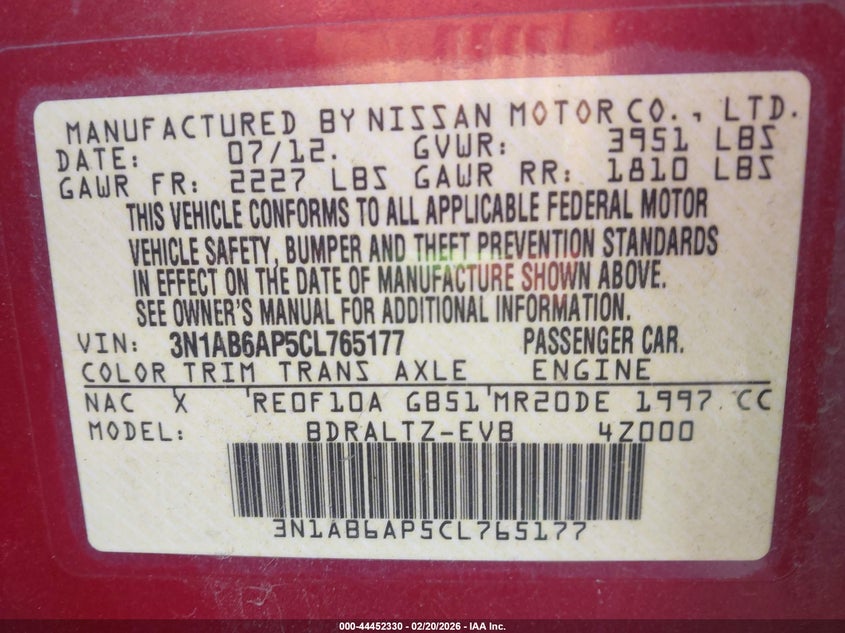 MANUFACTURED BY NISSAN MOTOR CO., LTD.
DATE: 07/12. GVWR: 3951 LBS
GAWR FR: 2227 LBS GAWR RR: 1810 LBS
THIS VEHICLE CONFORMS TO ALL APPLICABLE FEDERAL MOTOR
VEHICLE SAFETY, BUMPER AND THEFT PREVENTION STANDARDS
IN EFFECT ON THE DATE OF MANUFACTURE SHOWN ABOVE.
SEE OWNER'S MANUAL FOR ADDITIONAL INFORMATION.
VIN: 3N1AB6AP5CL765177 PASSENGER CAR.
COLOR TRIM TRANS AXLE ENGINE
NAC X RE0F10A GB51 MR20DE 1997 CC
MODEL: BDRALTZ-EVB 4Z000
3N1AB6AP5CL765177
000-44452330 - 02/20/2026 - IAA Inc.